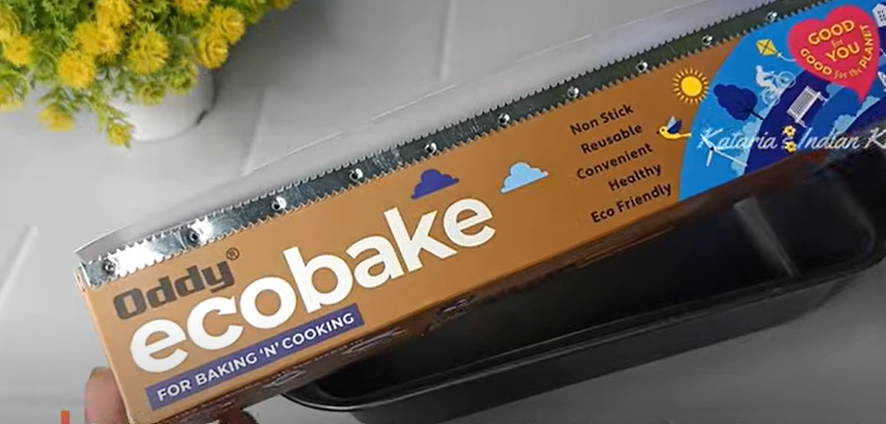 Oddy®
ecobake
FOR BAKING 'N' COOKING
Non Stick
Reusable
Convenient
Healthy
Eco Friendly
GOOD
for
YOU
GOOD for the PLANET
Kataria's Indian